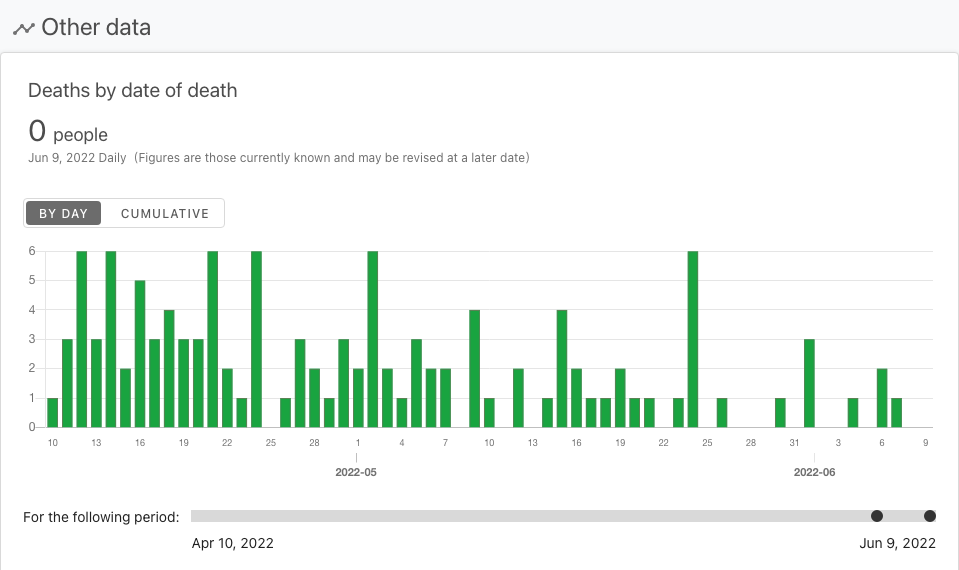 Other data
Deaths by date of death
0 people
Jun 9, 2022 Daily (Figures are those currently known and may be revised at a later date)
BY DAY CUMULATIVE
6
5
4
3
2
1
0
10 13 16 19 22 25 28 1 4 7 10 13 16 19 22 25 28 31 3 6 9
2022-05 2022-06
For the following period:
Apr 10, 2022 Jun 9, 2022